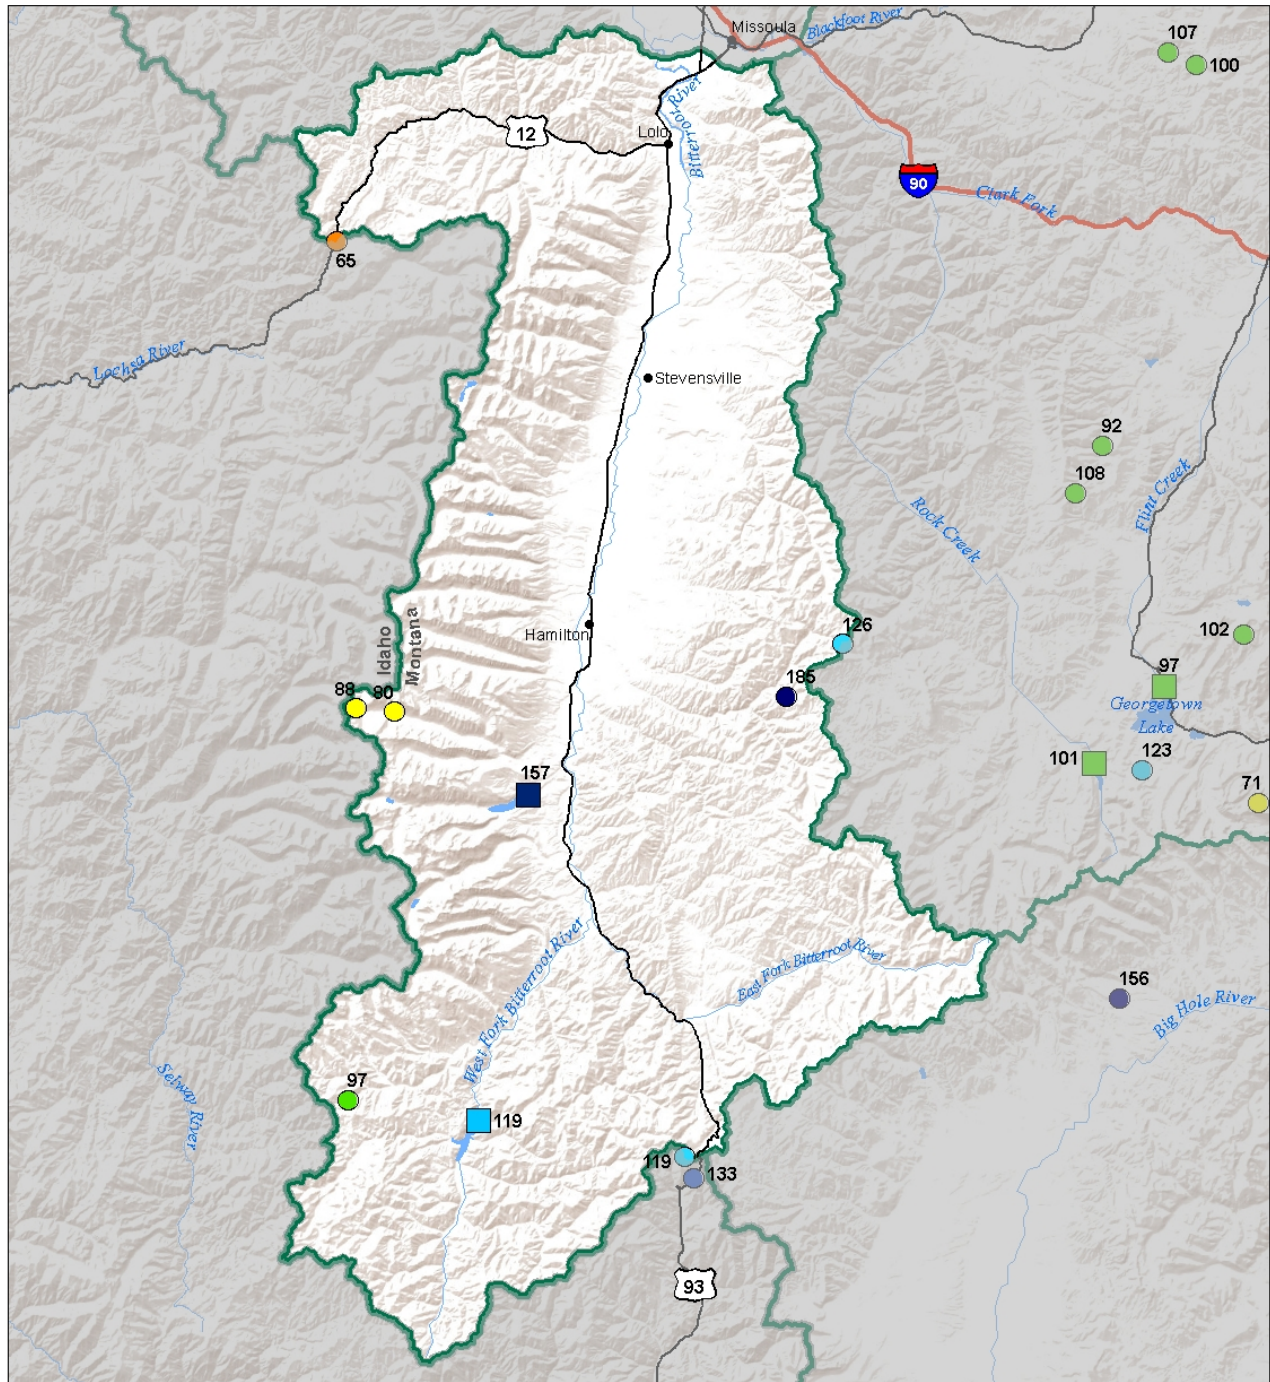 Missoula
Blackfoot River
107
100
12
Lolo
Bitterroot River
90
Clark Fork
65
Lochsa River
Stevensville
92
108
Flint Creek
Rock Creek
Idaho
Montana
Hamilton
126
102
88
80
185
97
Georgetown
Lake
157
101
123
71
West Fork Bitterroot River
East Fork Bitterroot River
156
Big Hole River
Selway River
97
119
119
133
93